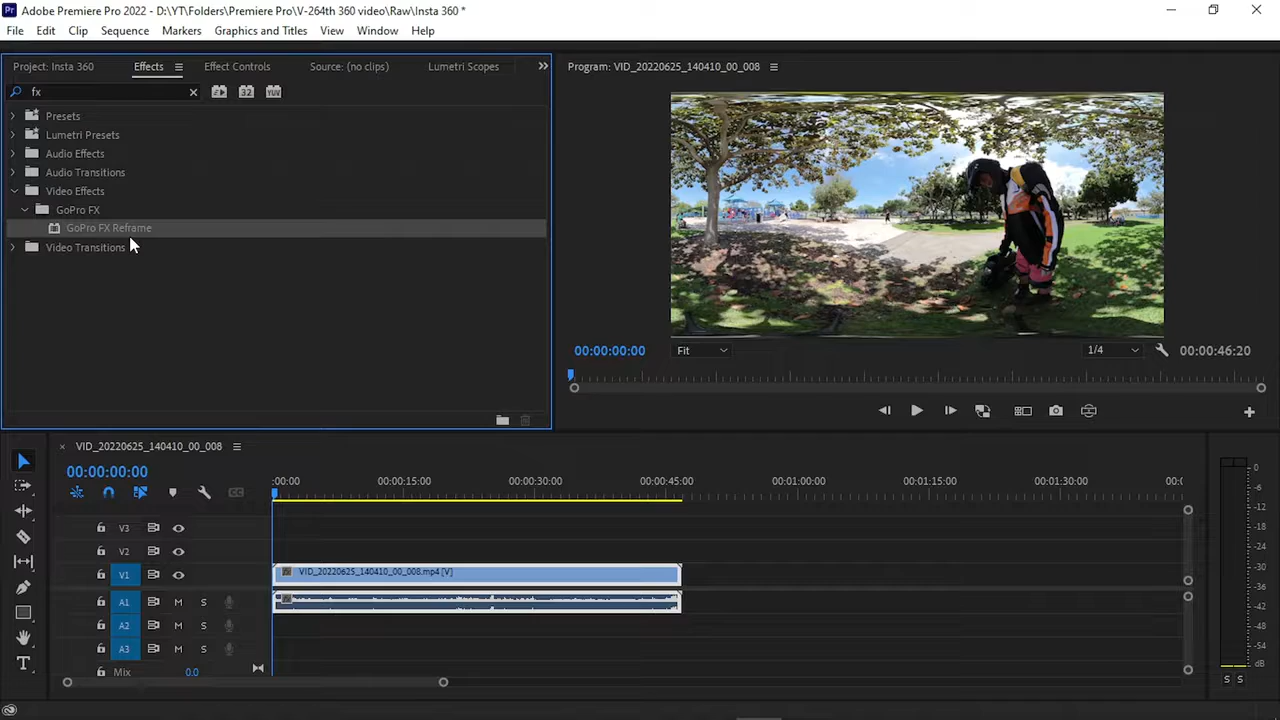 Adobe Premiere Pro 2022 - D:\YT\Folders\Premiere Pro\V-264th 360 video\Raw\Insta 360 *
File Edit Clip Sequence Markers Graphics and Titles View Window Help
Project: Insta 360 Effects Effect Controls Source: (no clips) Lumetri Scopes
fx
32 YUV
Presets
Lumetri Presets
Audio Effects
Audio Transitions
Video Effects
GoPro FX
GoPro FX Reframe
Video Transitions
Program: VID_20220625_140410_00_008
00:00:00:00 Fit 1/4 00:00:46:20
× VID_20220625_140410_00_008
00:00:00:00
:00:00 00:00:15:00 00:00:30:00 00:00:45:00 00:01:00:00 00:01:15:00 00:01:30:00 00:0
CC
V3
V2
V1 VID_20220625_140410_00_008.mp4 [V]
A1 M S
A2 M S
A3 M S
Mix 0.0
0
-6
-12
-18
-24
-30
-36
-42
-48
-54
dB
S S